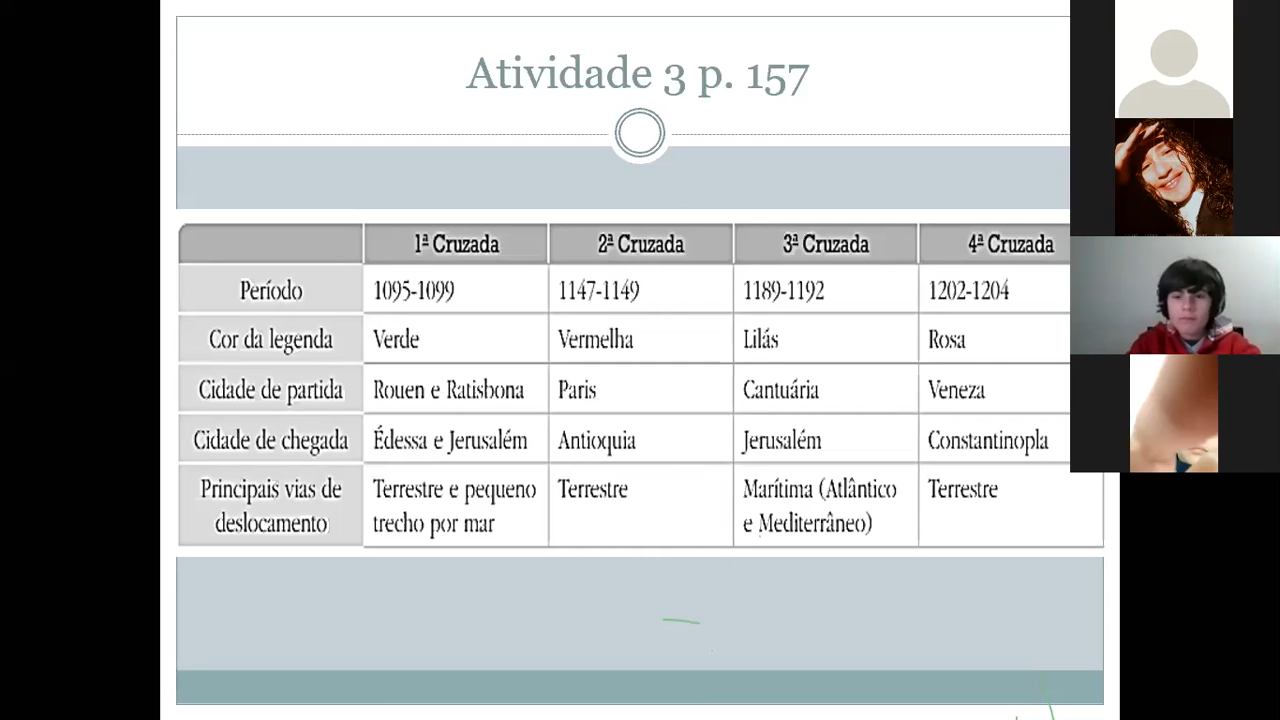 Atividade 3 p. 157
1ª Cruzada 2ª Cruzada 3ª Cruzada 4ª Cruzada
Período 1095-1099 1147-1149 1189-1192 1202-1204
Cor da legenda Verde Vermelha Lilás Rosa
Cidade de partida Rouen e Ratisbona Paris Cantuária Veneza
Cidade de chegada Édessa e Jerusalém Antioquia Jerusalém Constantinopla
Principais vias de deslocamento Terrestre e pequeno trecho por mar Terrestre Marítima (Atlântico e Mediterrâneo) Terrestre